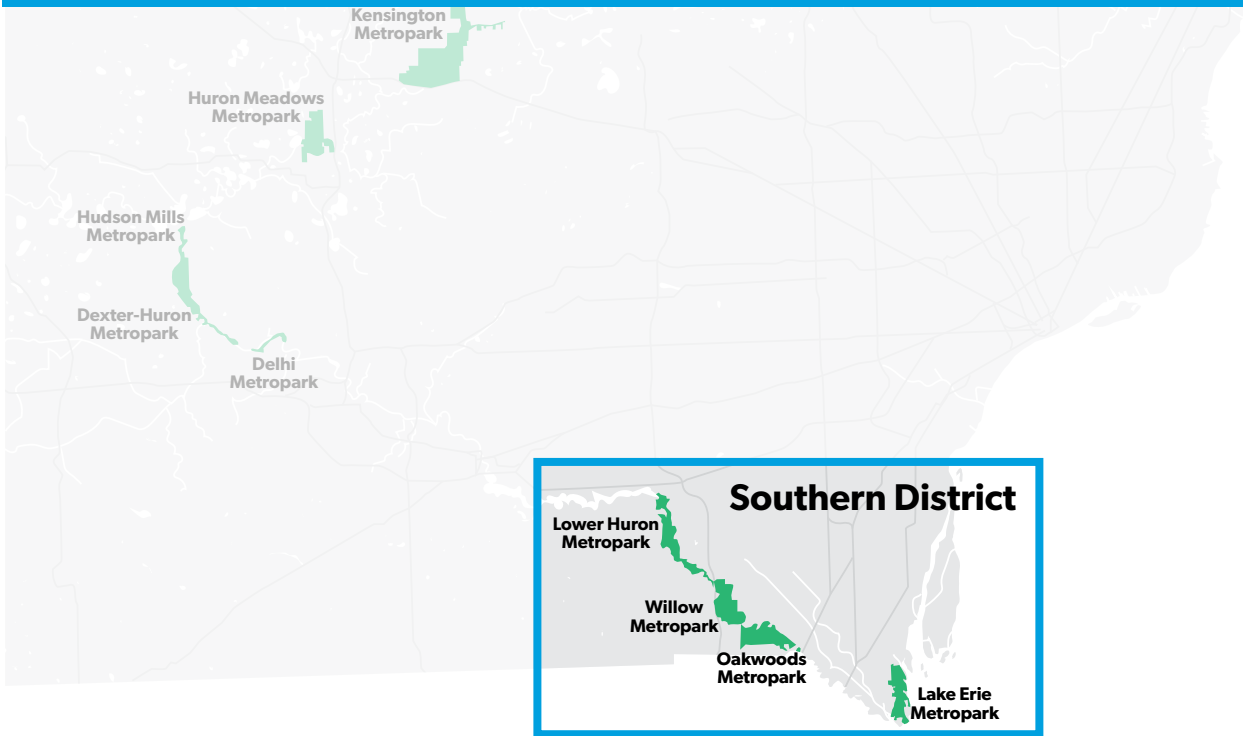 Kensington
Metropark
Huron Meadows
Metropark
Hudson Mills
Metropark
Dexter-Huron
Metropark
Delhi
Metropark
Southern District
Lower Huron
Metropark
Willow
Metropark
Oakwoods
Metropark
Lake Erie
Metropark